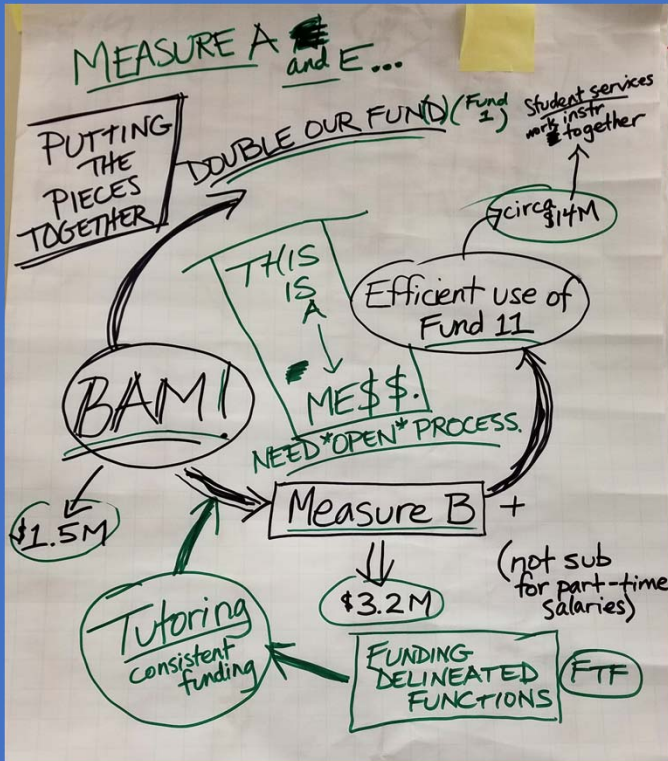 MEASURE A and E...
PUTTING
THE
PIECES
TOGETHER
DOUBLE OUR FUND (Fund 1)
Student services
work instr
together
circa
$14M
THIS
IS
A
ME$$.
NEED *OPEN* PROCESS.
Efficient use of
Fund 11
BAM!
$1.5M
Measure B +
(not sub
for part-time
salaries)
$3.2M
Tutoring
consistent
funding
FUNDING
DELINEATED
FUNCTIONS
FTF